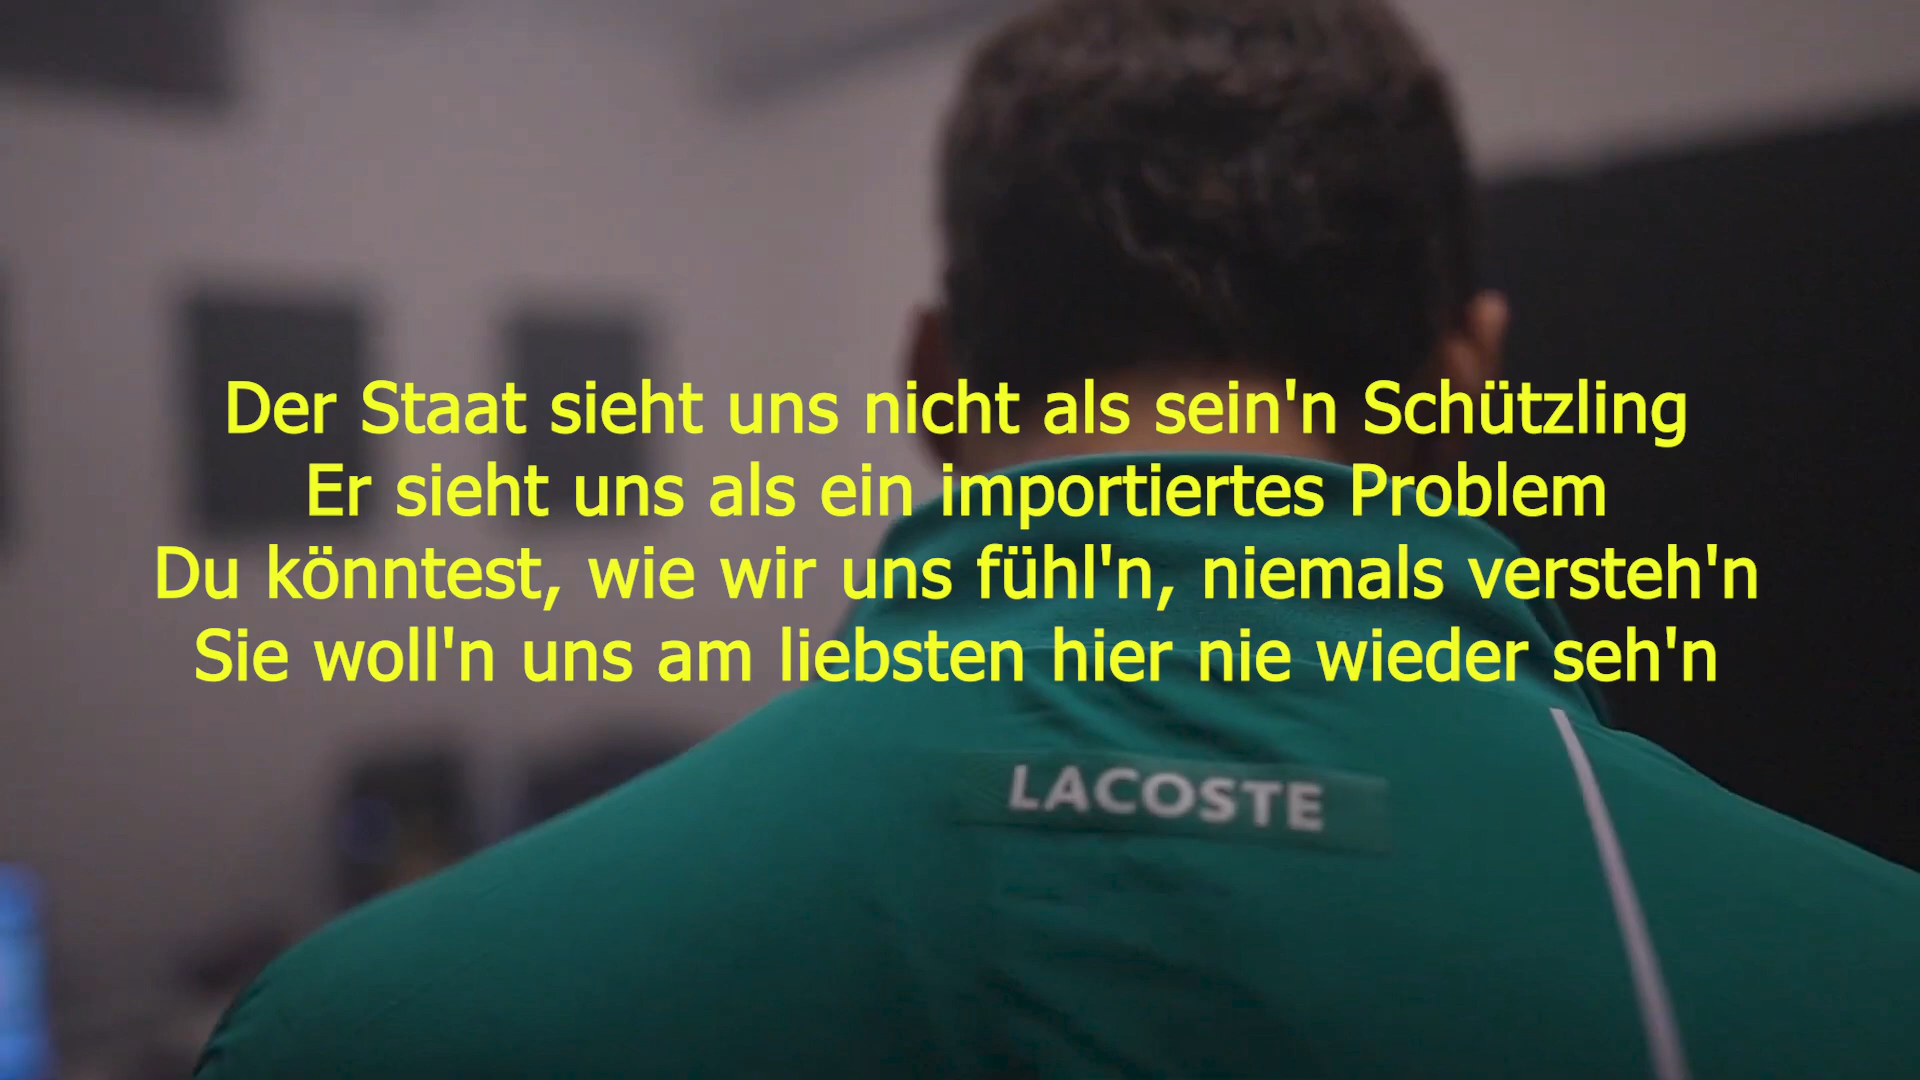 Der Staat sieht uns nicht als sein'n Schützling
Er sieht uns als ein importiertes Problem
Du könntest, wie wir uns fühl'n, niemals versteh'n
Sie woll'n uns am liebsten hier nie wieder seh'n
LACOSTE